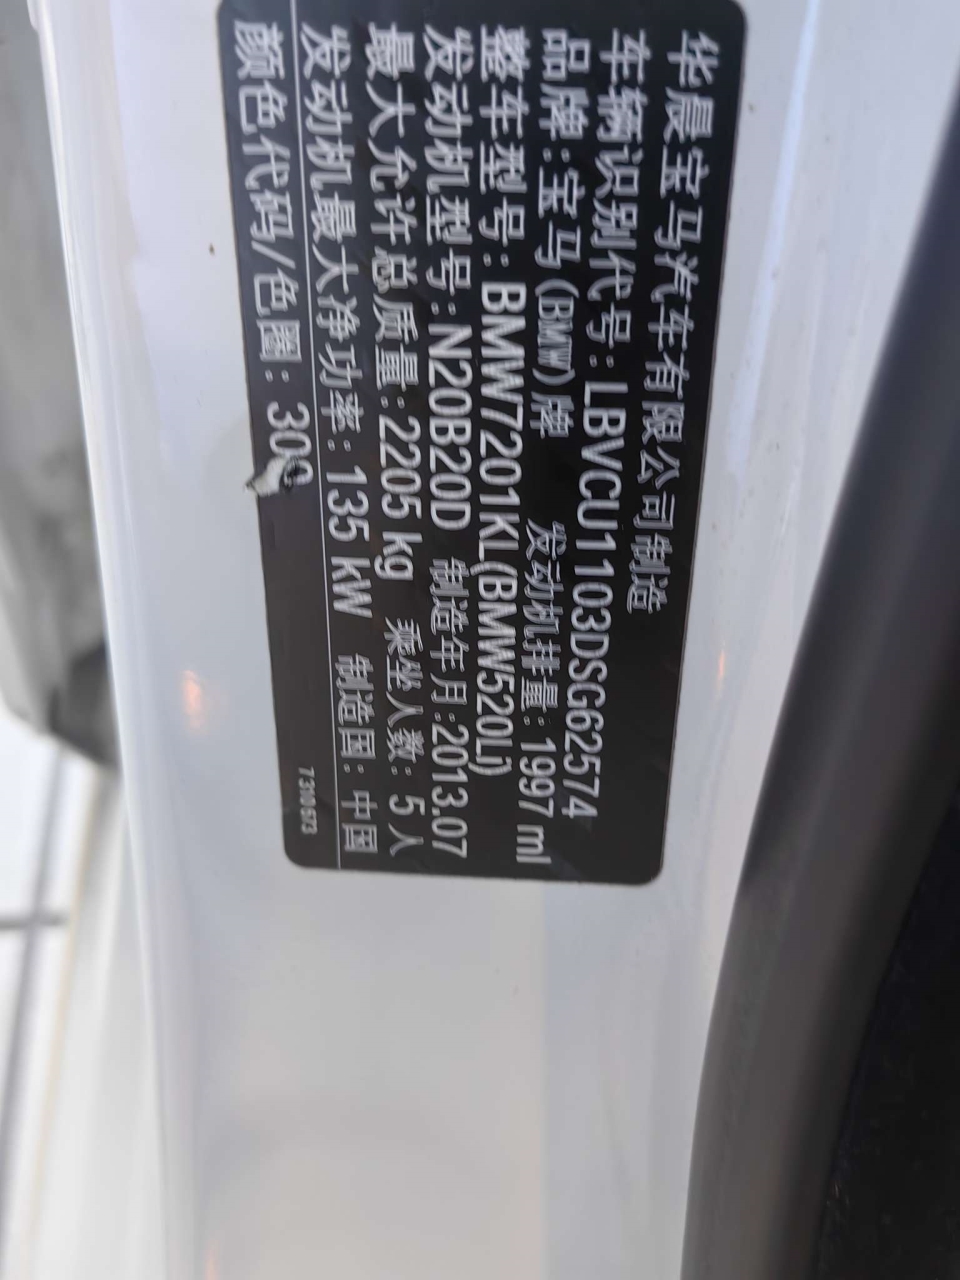 华晨宝马汽车有限公司制造
车辆识别代号：LBVCU1103DSG62574
品牌：宝马（BMW）牌 发动机排量：1997 ml
整车型号：BMW7201KL(BMW520Li)
发动机型号：N20B20D 制造年月：2013.07
最大允许总质量：2205 kg 乘坐人数：5 人
发动机最大净功率：135 kW 制造国：中国
颜色代码/色圈：300
7 310 573